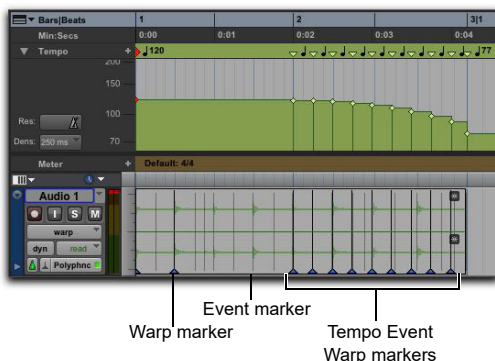 Bars|Beats 1 2 3|1
Min:Secs 0:00 0:01 0:02 0:03 0:04
Tempo + 120 77
200
150
Res:
100
Dens: 250 ms
70
Meter + Default: 4/4
Audio 1
I S M
warp
dyn read
Polyphnc
Event marker
Warp marker
Tempo Event
Warp markers